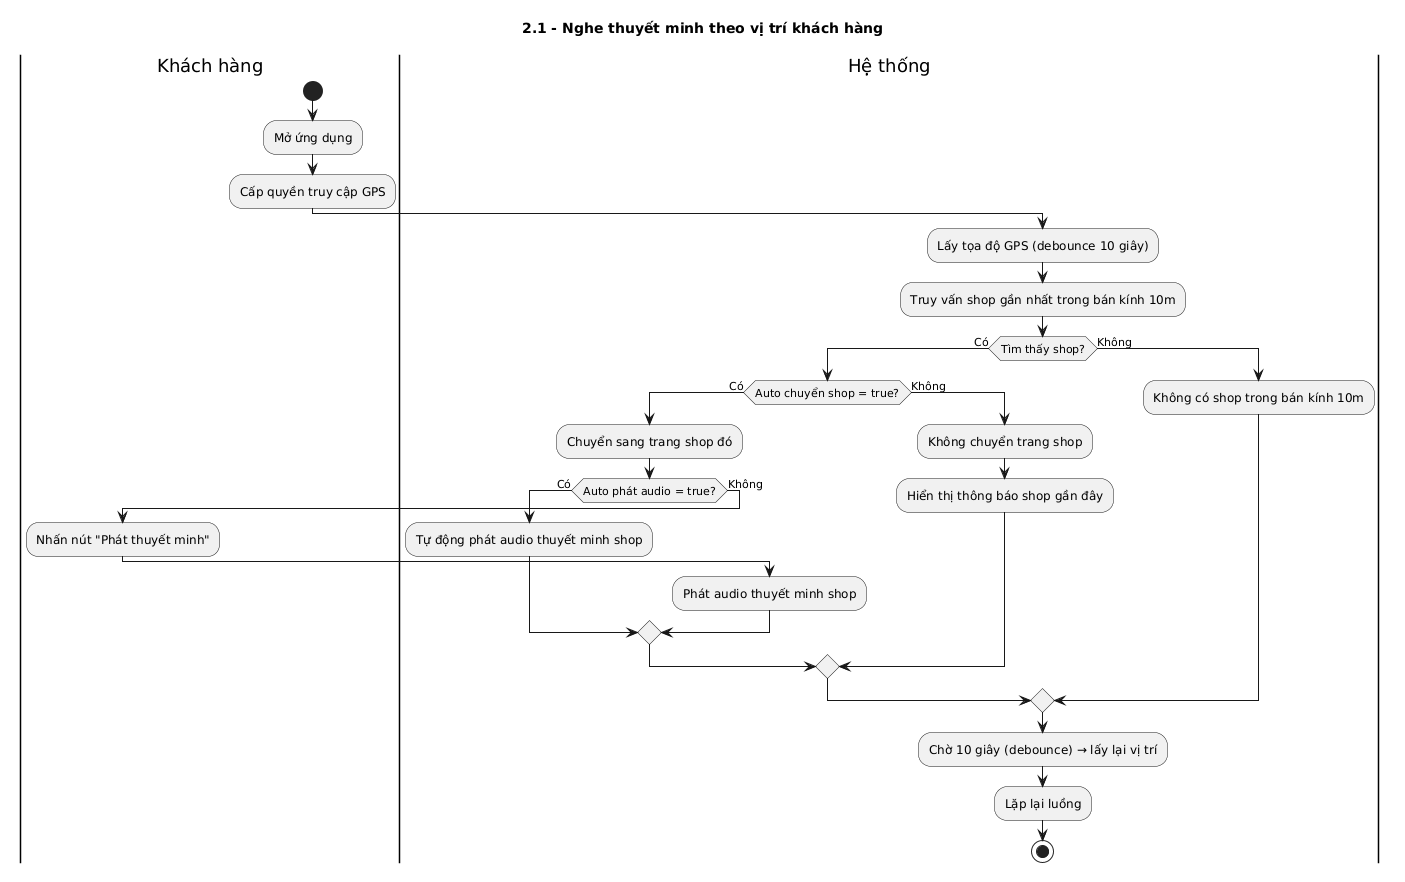 2.1 - Nghe thuyết minh theo vị trí khách hàng
Khách hàng
Hệ thống
Mở ứng dụng
Cấp quyền truy cập GPS
Lấy tọa độ GPS (debounce 10 giây)
Truy vấn shop gần nhất trong bán kính 10m
Có
Tìm thấy shop?
Không
Có
Auto chuyển shop = true?
Không
Không có shop trong bán kính 10m
Chuyển sang trang shop đó
Không chuyển trang shop
Có
Auto phát audio = true?
Không
Hiển thị thông báo shop gần đây
Nhấn nút "Phát thuyết minh"
Tự động phát audio thuyết minh shop
Phát audio thuyết minh shop
Chờ 10 giây (debounce) → lấy lại vị trí
Lặp lại luồng